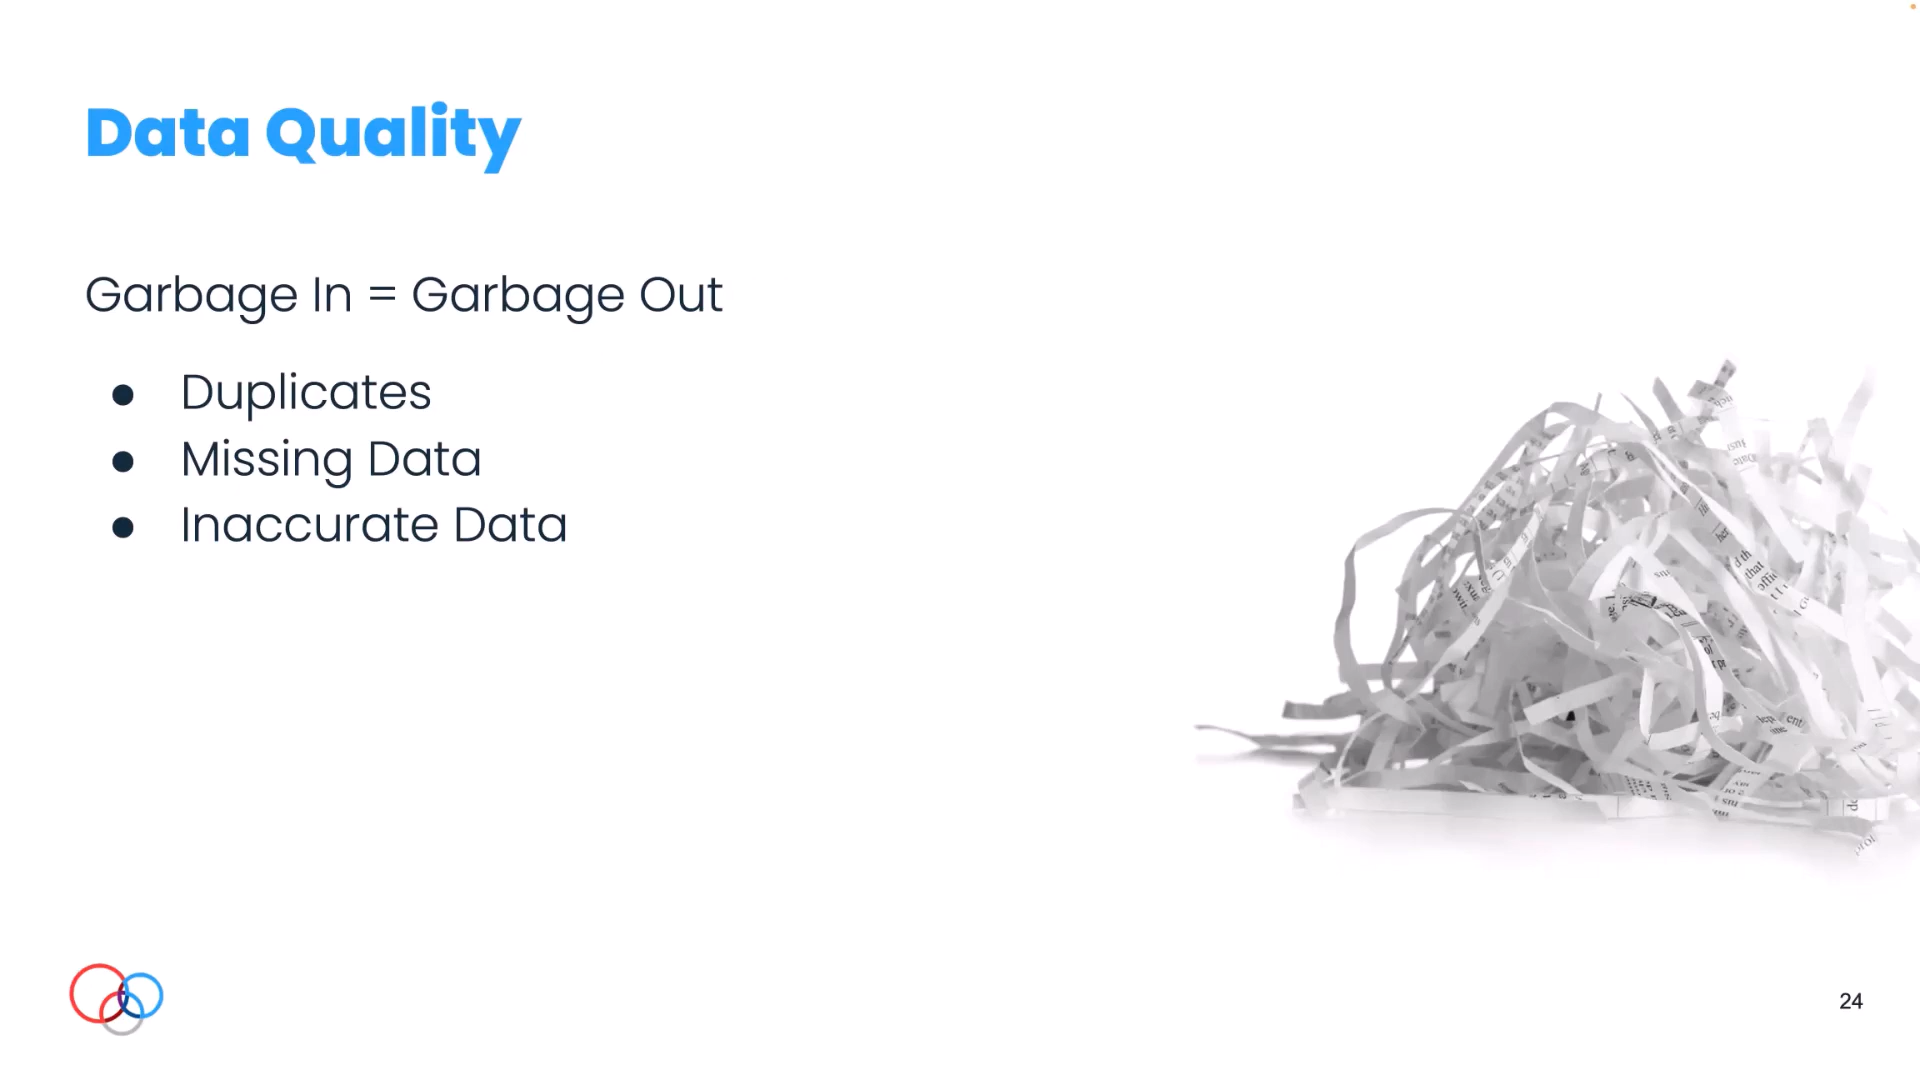 Data Quality
Garbage In = Garbage Out
● Duplicates
● Missing Data
● Inaccurate Data
24